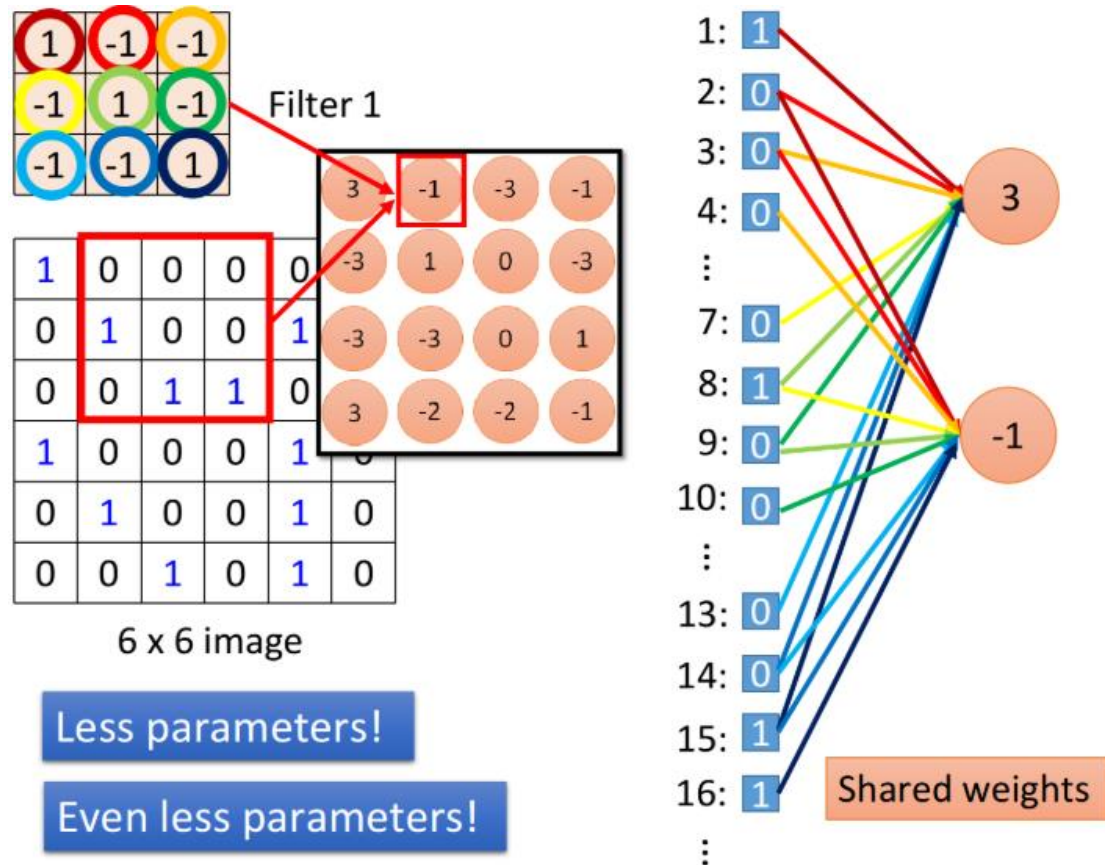 1 -1 -1
-1 1 -1
-1 -1 1
Filter 1
3 -1 -3 -1
-3 1 0 -3
-3 -3 0 1
3 -2 -2 -1
1 0 0 0 0
0 1 0 0 1
0 0 1 1 0
1 0 0 0 1 0
0 1 0 0 1 0
0 0 1 0 1 0
6 x 6 image
Less parameters!
Even less parameters!
1: 1
2: 0
3: 0
4: 0
⋮
7: 0
8: 1
9: 0
10: 0
⋮
13: 0
14: 0
15: 1
16: 1
⋮
3
-1
Shared weights